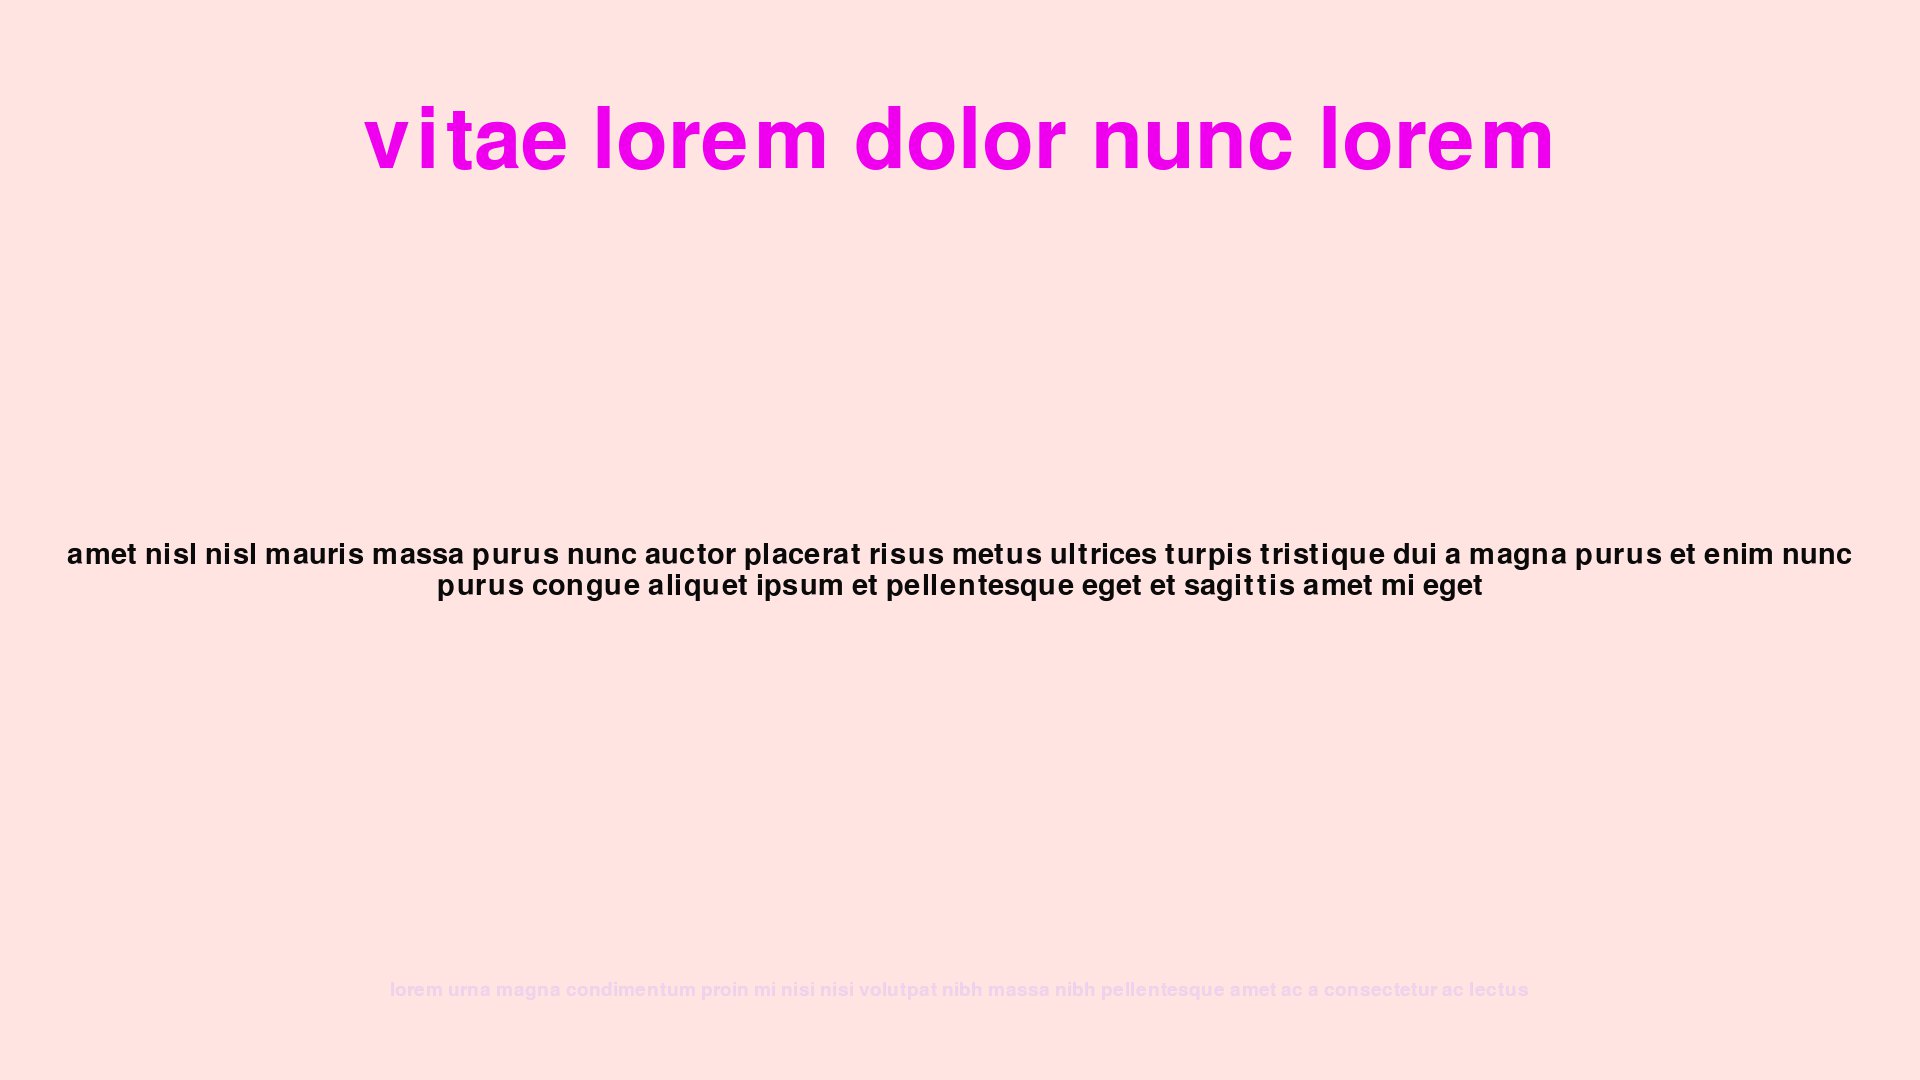 vitae lorem dolor nunc lorem
amet nisl nisl mauris massa purus nunc auctor placerat risus metus ultrices turpis tristique dui a magna purus et enim nunc
purus congue aliquet ipsum et pellentesque eget et sagittis amet mi eget
lorem urna magna condimentum proin mi nisi nisi volutpat nibh massa nibh pellentesque amet ac a consectetur ac lectus